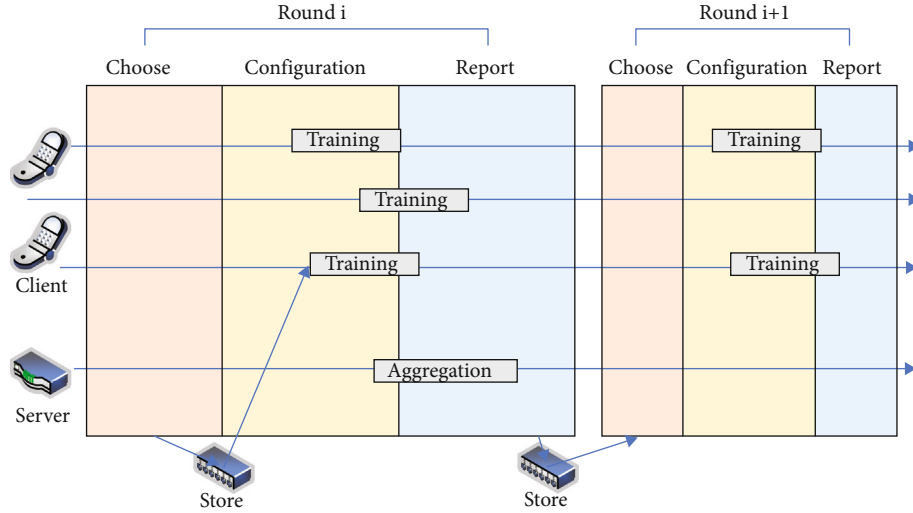 Round i
Round i+1
Choose
Configuration
Report
Choose
Configuration
Report
Training
Training
Training
Training
Training
Client
Aggregation
Server
Store
Store